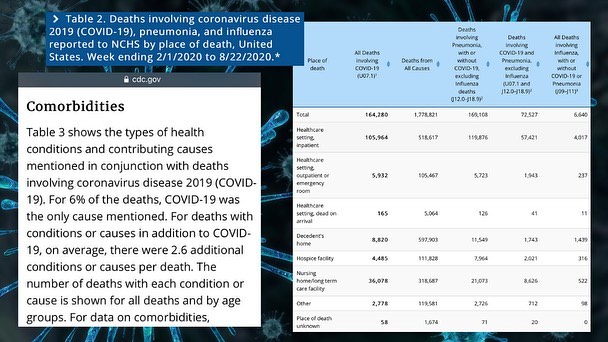 > Table 2. Deaths involving coronavirus disease
2019 (COVID-19), pneumonia, and influenza
reported to NCHS by place of death, United
States. Week ending 2/1/2020 to 8/22/2020.*
cdc.gov
Comorbidities
Table 3 shows the types of health
conditions and contributing causes
mentioned in conjunction with deaths
involving coronavirus disease 2019 (COVID-
19). For 6% of the deaths, COVID-19 was
the only cause mentioned. For deaths with
conditions or causes in addition to COVID-
19, on average, there were 2.6 additional
conditions or causes per death. The
number of deaths with each condition or
cause is shown for all deaths and by age
groups. For data on comorbidities,
Place of
death
All Deaths
involving
COVID-19
(U07.1)¹
Deaths from
All Causes
Deaths
involving
Pneumonia,
with or
without
COVID-19,
excluding
Influenza
deaths
(J12.0–J18.9)²
Deaths
involving
COVID-19 and
Pneumonia,
excluding
Influenza
(U07.1 and
J12.0–J18.9)²
All Deaths
involving
Influenza,
with or
without
COVID-19 or
Pneumonia
(J09–J11)³
Total 164,280 1,778,821 169,108 72,527 6,640
Healthcare
setting,
inpatient
105,964 518,617 119,876 57,421 4,017
Healthcare
setting,
outpatient or
emergency
room
5,932 105,467 5,723 1,943 237
Healthcare
setting, dead on
arrival
165 5,064 126 41 11
Decedent's
home
8,820 597,903 11,549 1,743 1,439
Hospice facility 4,485 111,828 7,964 2,021 316
Nursing
home/long term
care facility
36,078 318,687 21,073 8,626 522
Other 2,778 119,581 2,726 712 98
Place of death
unknown
58 1,674 71 20 0